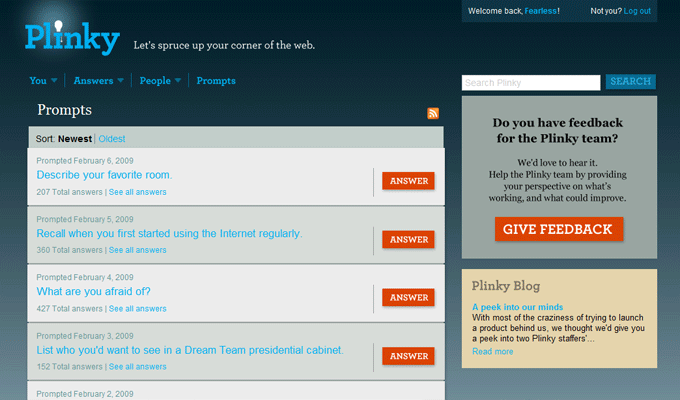 Plinky
Let's spruce up your corner of the web.
Welcome back, Fearless!
Not you? Log out
You
Answers
People
Prompts
Search Plinky
SEARCH
Prompts
Sort: Newest | Oldest
Prompted February 6, 2009
Describe your favorite room.
207 Total answers | See all answers
ANSWER
Prompted February 5, 2009
Recall when you first started using the Internet regularly.
360 Total answers | See all answers
ANSWER
Prompted February 4, 2009
What are you afraid of?
427 Total answers | See all answers
ANSWER
Prompted February 3, 2009
List who you'd want to see in a Dream Team presidential cabinet.
152 Total answers | See all answers
ANSWER
Prompted February 2, 2009
Do you have feedback
for the Plinky team?
We'd love to hear it.
Help the Plinky team by providing
your perspective on what's
working, and what could improve.
GIVE FEEDBACK
Plinky Blog
A peek into our minds
With most of the craziness of trying to launch
a product behind us, we thought we'd give you
a peek into two Plinky staffers'...
Read more